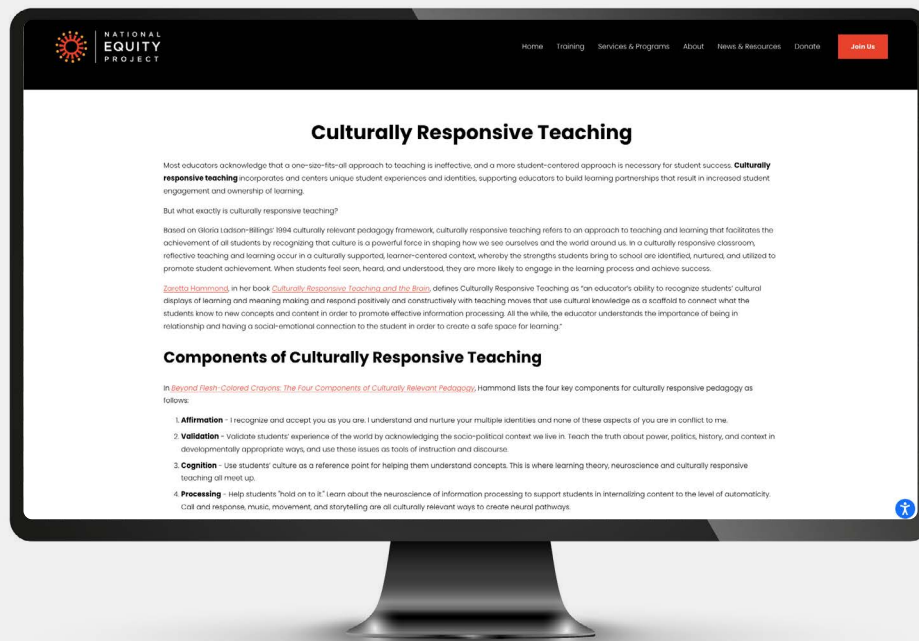 NATIONAL
EQUITY
PROJECT
Home Training Services & Programs About News & Resources Donate Join Us
Culturally Responsive Teaching
Most educators acknowledge that a one-size-fits-all approach to teaching is ineffective, and a more student-centered approach is necessary for student success. Culturally
responsive teaching incorporates and centers unique student experiences and identities, supporting educators to build learning partnerships that result in increased student
engagement and ownership of learning.
But what exactly is culturally responsive teaching?
Based on Gloria Ladson-Billings' 1994 culturally relevant pedagogy framework, culturally responsive teaching refers to an approach to teaching and learning that facilitates the
achievement of all students by recognizing that culture is a powerful force in shaping how we see ourselves and the world around us. In a culturally responsive classroom,
reflective teaching and learning occur in a culturally supported, learner-centered context, whereby the strengths students bring to school are identified, nurtured, and utilized to
promote student achievement. When students feel seen, heard, and understood, they are more likely to engage in the learning process and achieve success.
Zaretta Hammond, in her book Culturally Responsive Teaching and the Brain, defines Culturally Responsive Teaching as "an educator's ability to recognize students' cultural
displays of learning and meaning making and respond positively and constructively with teaching moves that use cultural knowledge as a scaffold to connect what the
students know to new concepts and content in order to promote effective information processing. All the while, the educator understands the importance of being in
relationship and having a social-emotional connection to the student in order to create a safe space for learning."
Components of Culturally Responsive Teaching
In Beyond Flesh-Colored Crayons: The Four Components of Culturally Relevant Pedagogy, Hammond lists the four key components for culturally responsive pedagogy as
follows:
1. Affirmation - I recognize and accept you as you are. I understand and nurture your multiple identities and none of these aspects of you are in conflict to me.
2. Validation - Validate students' experience of the world by acknowledging the socio-political context we live in. Teach the truth about power, politics, history, and context in
developmentally appropriate ways, and use these issues as tools of instruction and discourse.
3. Cognition - Use students' culture as a reference point for helping them understand concepts. This is where learning theory, neuroscience and culturally responsive
teaching all meet up.
4. Processing - Help students "hold on to it." Learn about the neuroscience of information processing to support students in internalizing content to the level of automaticity.
Call and response, music, movement, and storytelling are all culturally relevant ways to create neural pathways.